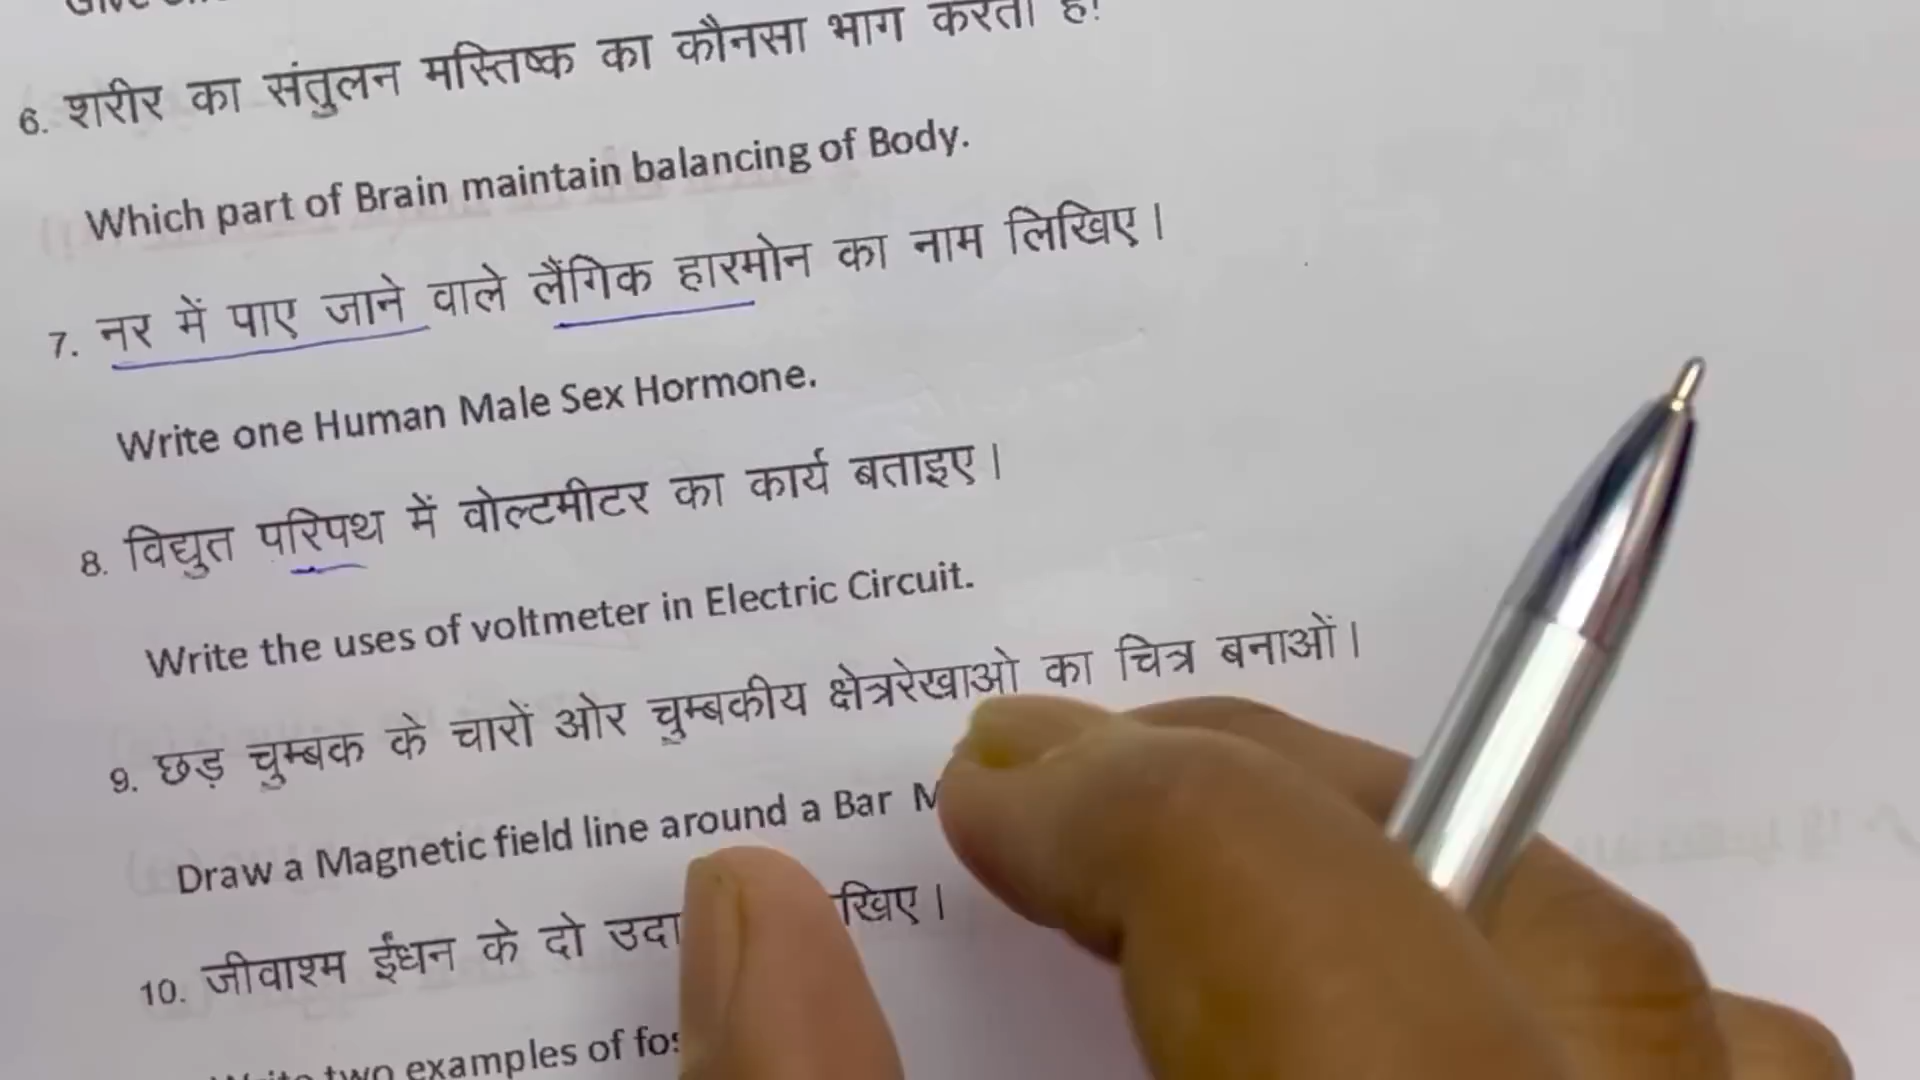 6. शरीर का संतुलन मस्तिष्क का कौनसा भाग करता है!
Which part of Brain maintain balancing of Body.
7. नर में पाए जाने वाले लैंगिक हारमोन का नाम लिखिए।
Write one Human Male Sex Hormone.
8. विद्युत परिपथ में वोल्टमीटर का कार्य बताइए।
Write the uses of voltmeter in Electric Circuit.
9. छड़ चुम्बक के चारों ओर चुम्बकीय क्षेत्ररेखाओ का चित्र बनाओं।
Draw a Magnetic field line around a Bar
10. जीवाश्म ईंधन के दो
two examples of